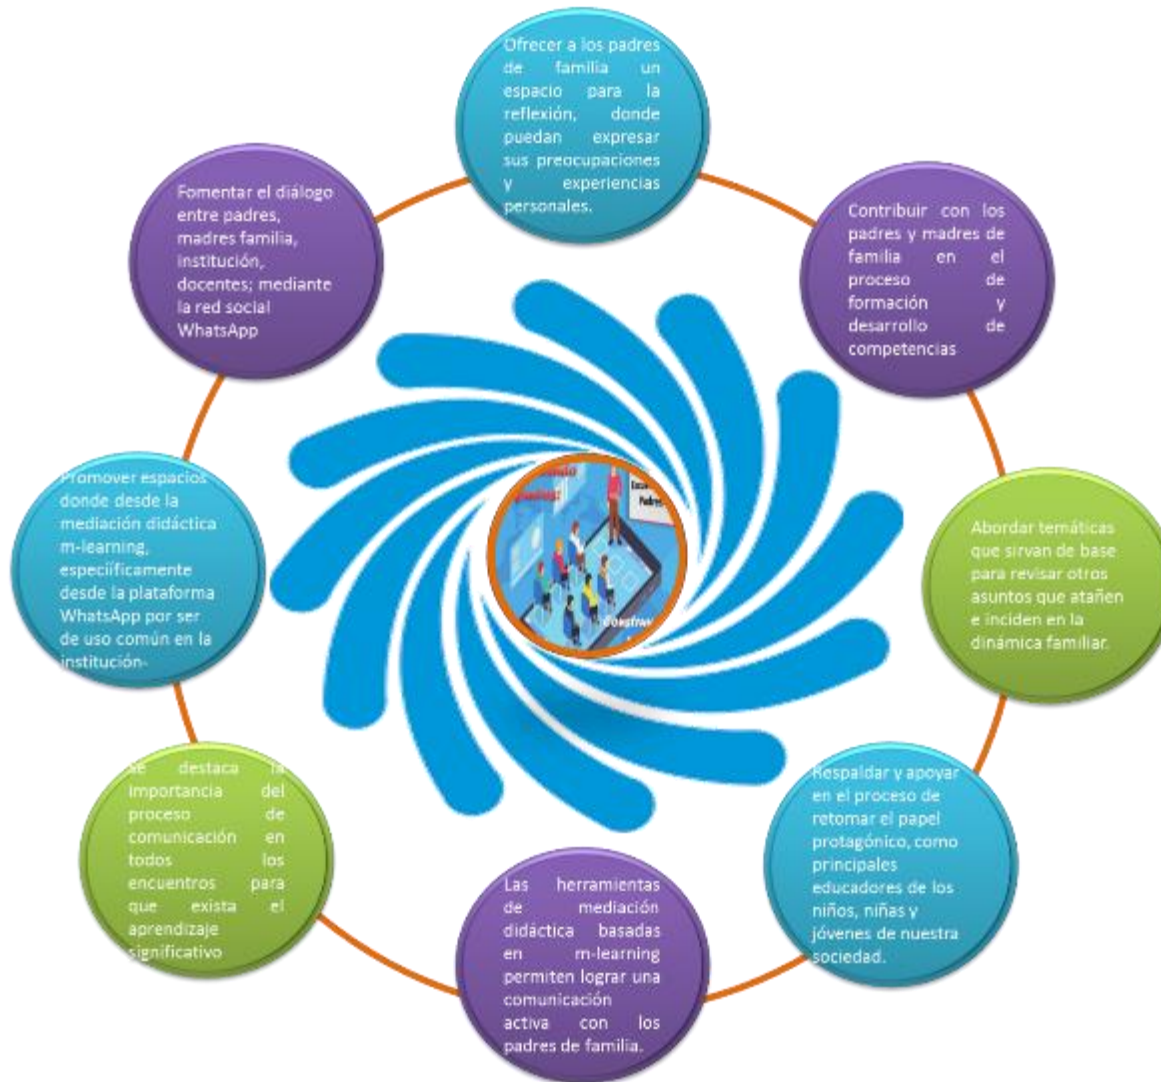 Ofrecer a los padres
de familia un
espacio para la
reflexión, donde
puedan expresar
sus preocupaciones
y experiencias
personales.
Contribuir con los
padres y madres de
familia en el
proceso de
formación y
desarrollo de
competencias
Abordar temáticas
que sirvan de base
para revisar otros
asuntos que atañen
e inciden en la
dinámica familiar.
Respaldar y apoyar
en el proceso de
retomar el papel
protagónico, como
principales
educadores de los
niños, niñas y
jóvenes de nuestra
sociedad.
Las herramientas
de mediación
didáctica basadas
en m-learning
permiten lograr una
comunicación
activa con los
padres de familia.
Se destaca la
importancia del
proceso de
comunicación en
todos los
encuentros para
que exista el
aprendizaje
significativo
Promover espacios
donde desde la
mediación didáctica
m-learning,
especiíficamente
desde la plataforma
WhatsApp por ser
de uso común en la
institución-
Fomentar el diálogo
entre padres,
madres familia,
institución,
docentes; mediante
la red social
WhatsApp
Padres